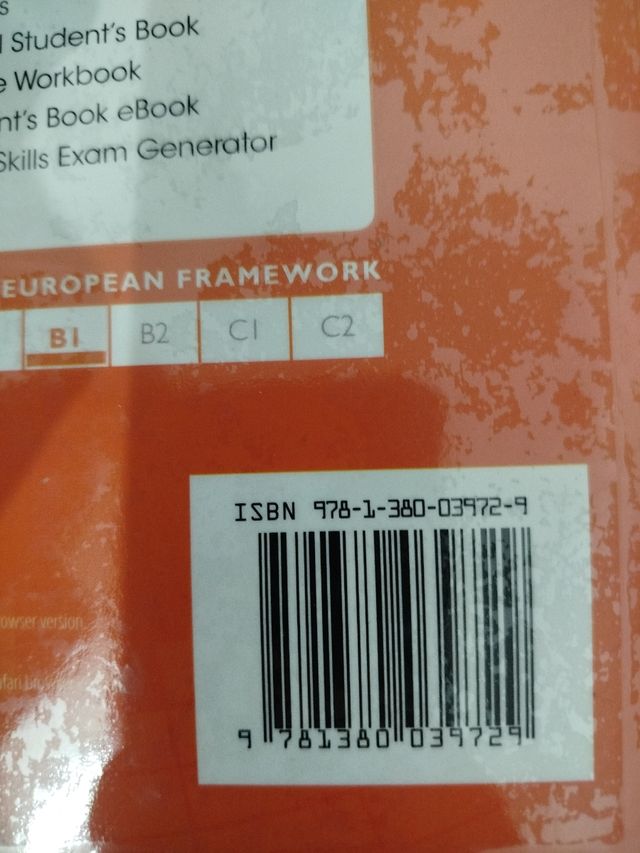 Student's Book
Workbook
Book eBook
Skills Exam Generator
EUROPEAN FRAMEWORK
B1 B2 C1 C2
ISBN 978-1-380-03972-9
9 781380 039729
version